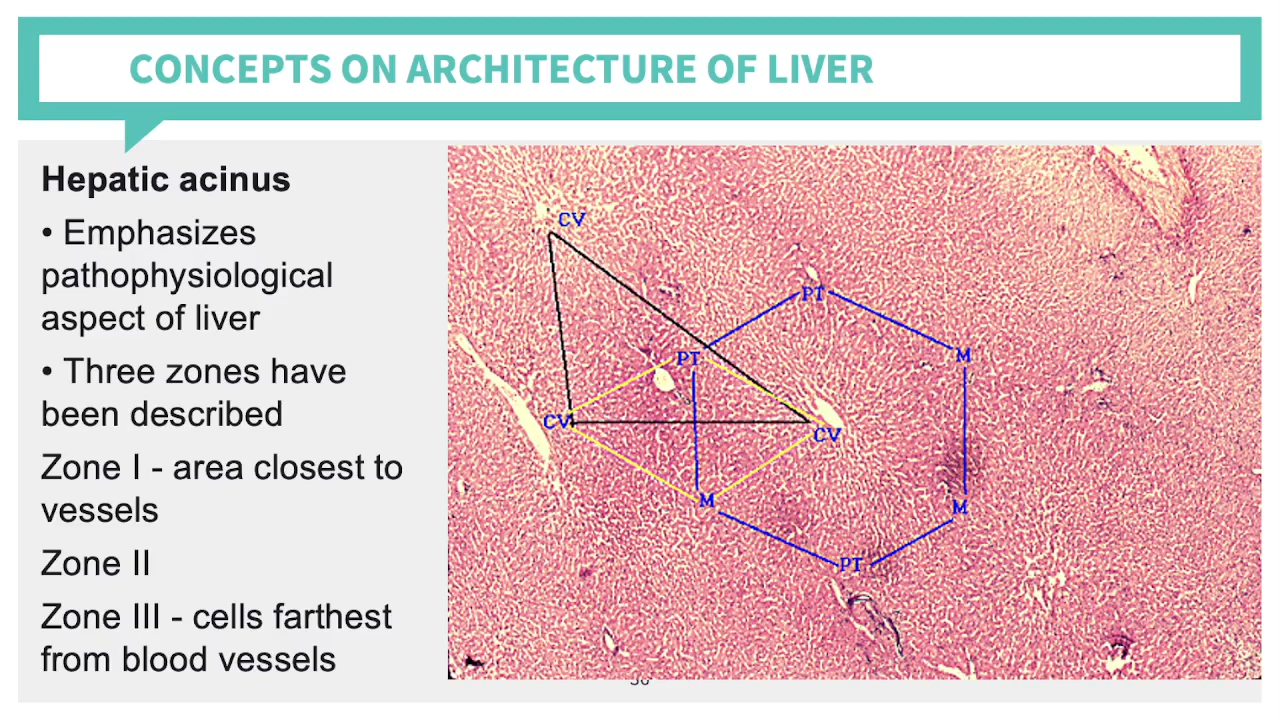 CONCEPTS ON ARCHITECTURE OF LIVER
Hepatic acinus
• Emphasizes
pathophysiological
aspect of liver
• Three zones have
been described
Zone I - area closest to
vessels
Zone II
Zone III - cells farthest
from blood vessels
CV
PT
PT
M
CV
CV
M
M
PT